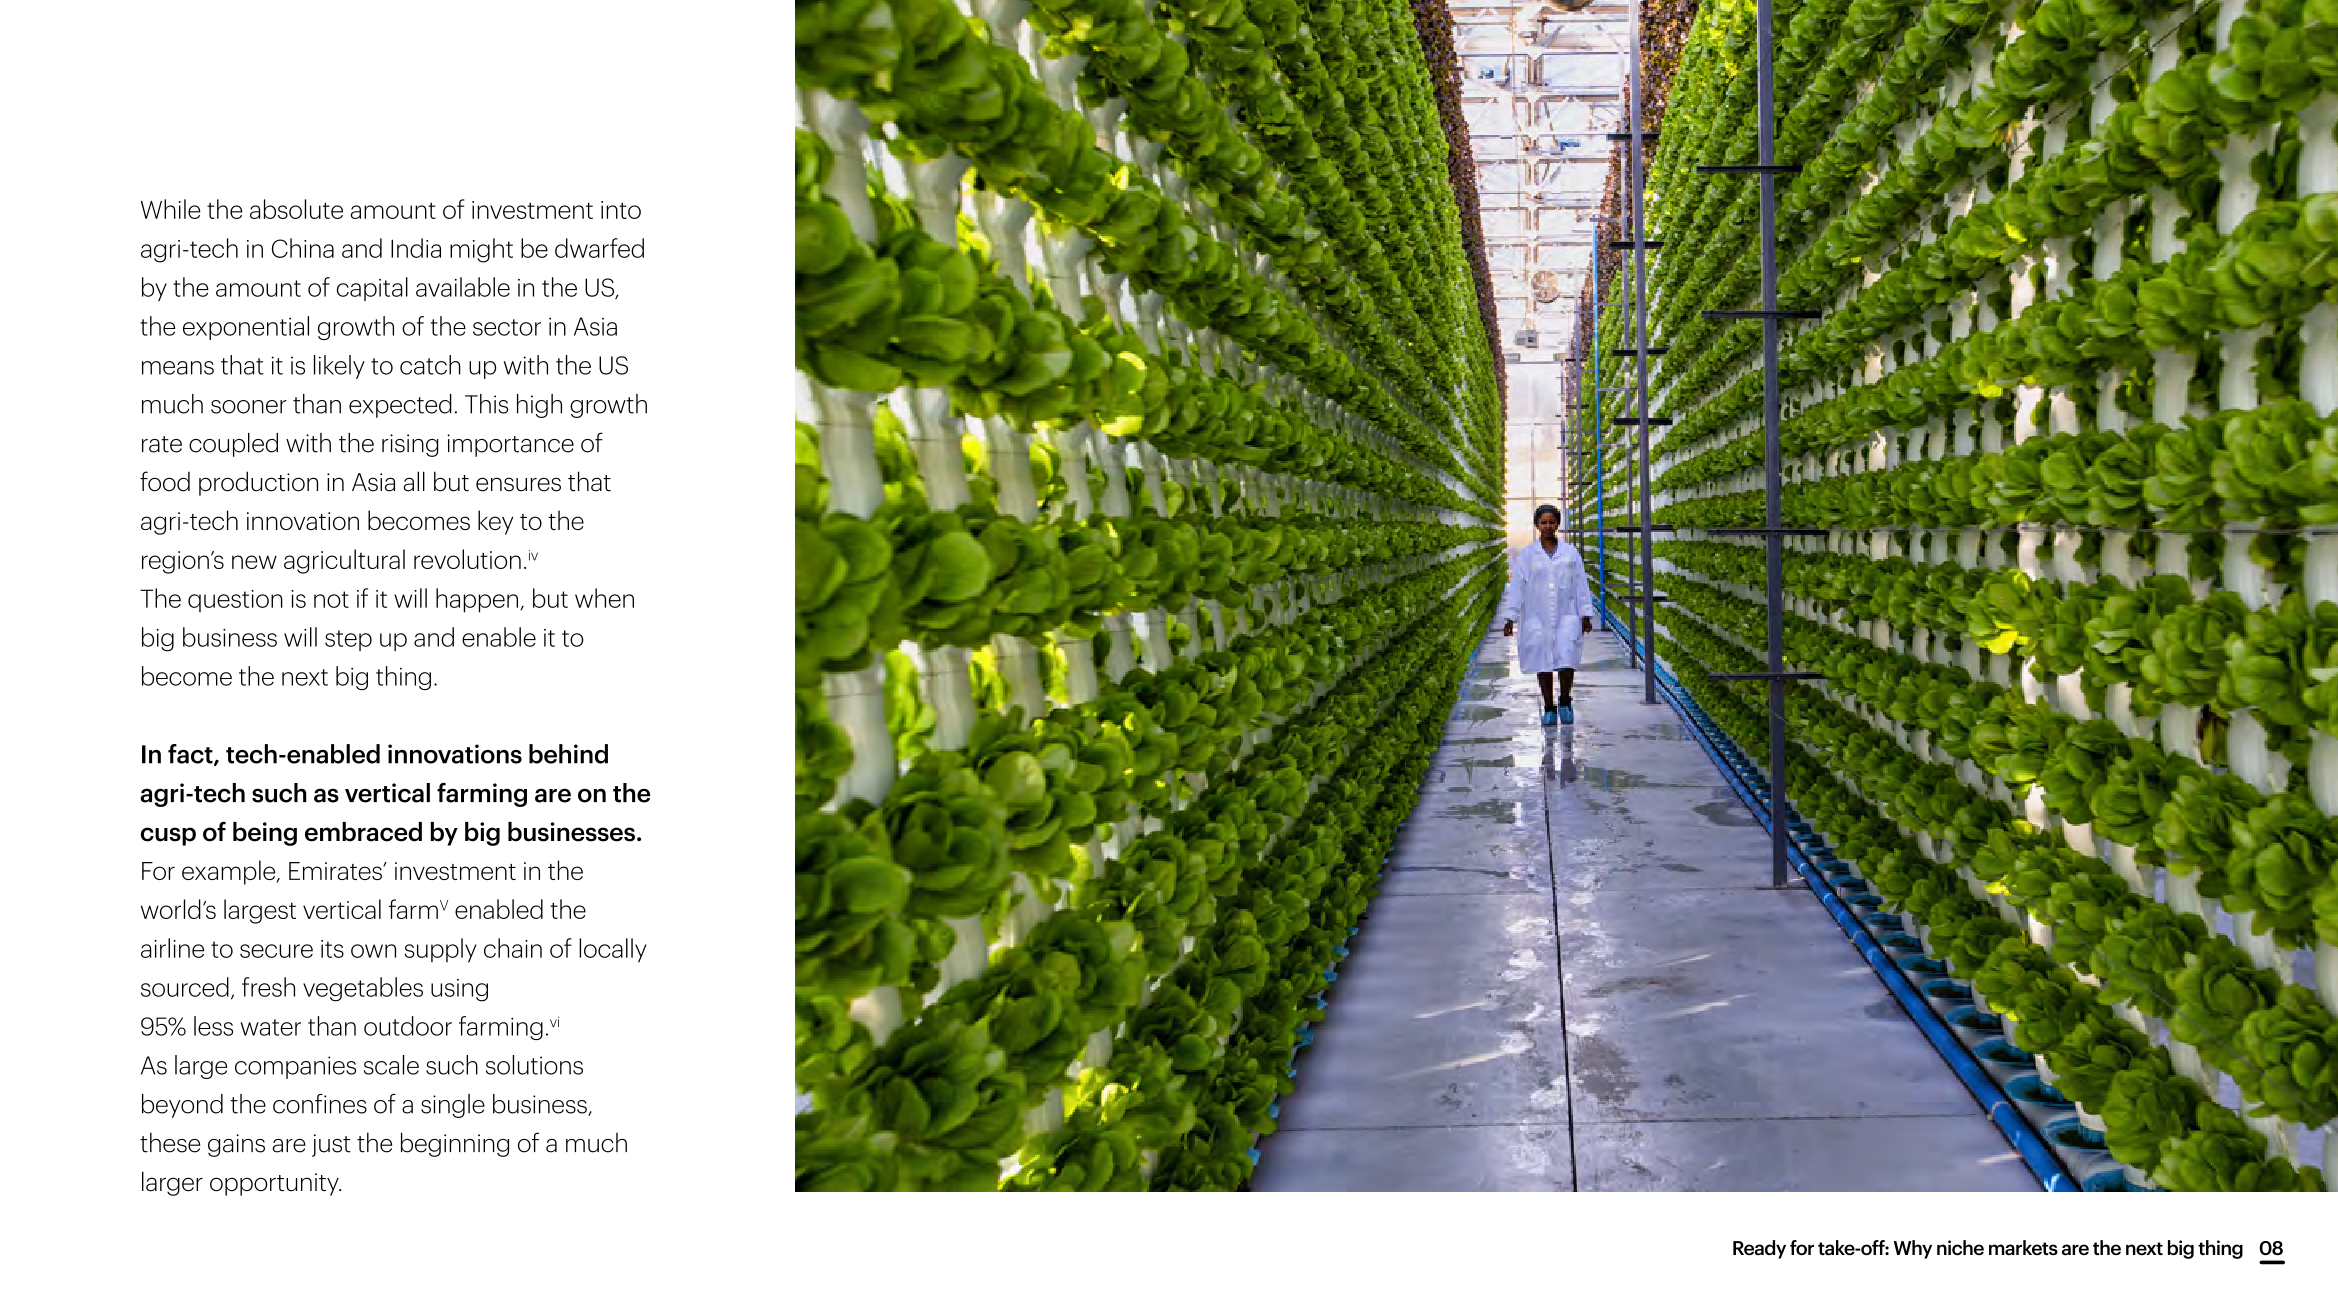 While the absolute amount of investment into
agri-tech in China and India might be dwarfed
by the amount of capital available in the US,
the exponential growth of the sector in Asia
means that it is likely to catch up with the US
much sooner than expected. This high growth
rate coupled with the rising importance of
food production in Asia all but ensures that
agri-tech innovation becomes key to the
region’s new agricultural revolution.iv
The question is not if it will happen, but when
big business will step up and enable it to
become the next big thing.
In fact, tech-enabled innovations behind
agri-tech such as vertical farming are on the
cusp of being embraced by big businesses.
For example, Emirates’ investment in the
world’s largest vertical farmV enabled the
airline to secure its own supply chain of locally
sourced, fresh vegetables using
95% less water than outdoor farming.vi
As large companies scale such solutions
beyond the confines of a single business,
these gains are just the beginning of a much
larger opportunity.
Ready for take-off: Why niche markets are the next big thing 08